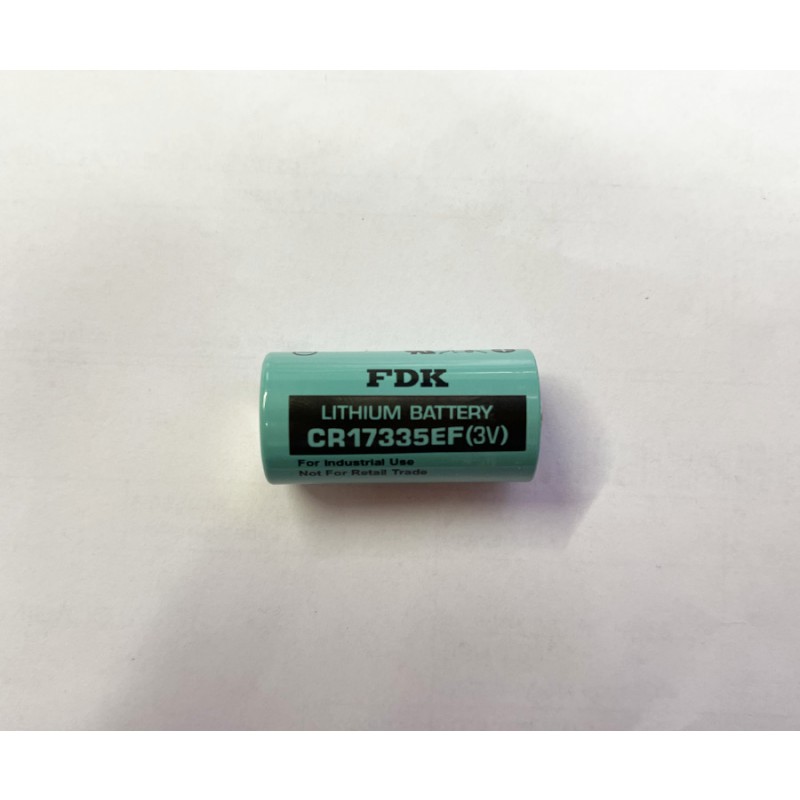 FDK
LITHIUM BATTERY
CR17335EF(3V)
For Industrial Use
Not For Retail Trade